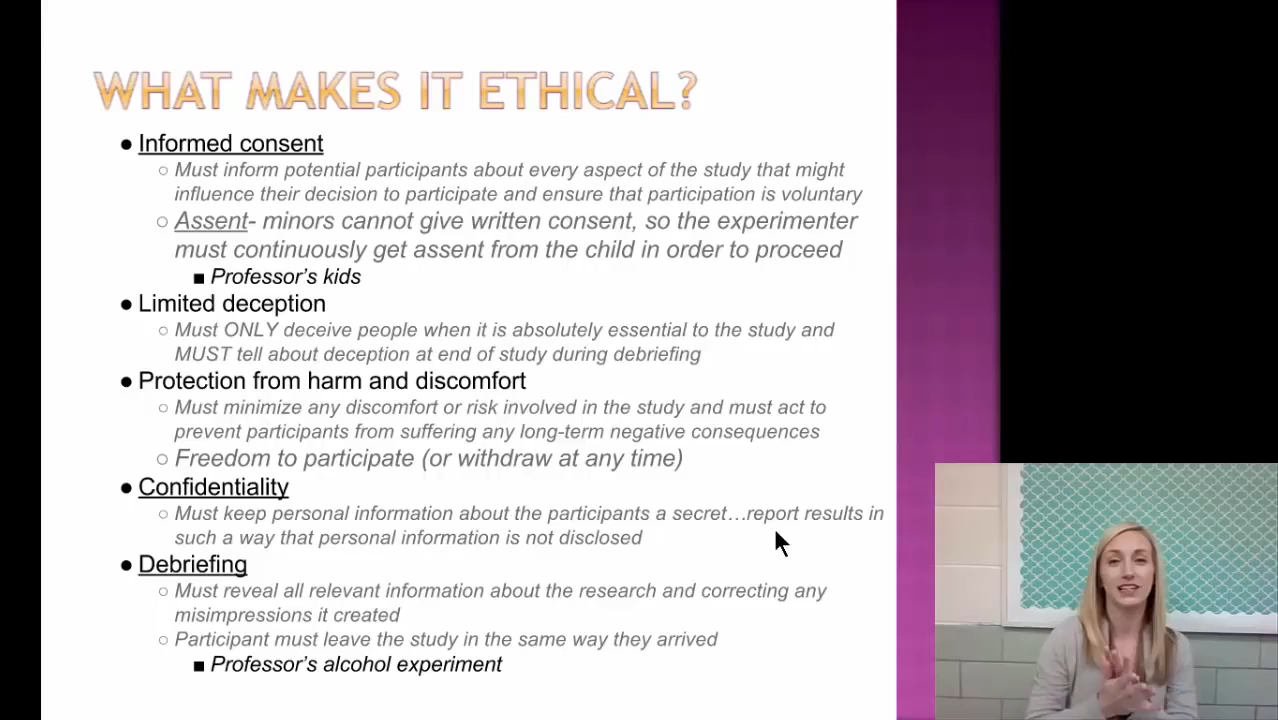 WHAT MAKES IT ETHICAL?
● Informed consent
○ Must inform potential participants about every aspect of the study that might
influence their decision to participate and ensure that participation is voluntary
○ Assent- minors cannot give written consent, so the experimenter
must continuously get assent from the child in order to proceed
■ Professor's kids
● Limited deception
○ Must ONLY deceive people when it is absolutely essential to the study and
MUST tell about deception at end of study during debriefing
● Protection from harm and discomfort
○ Must minimize any discomfort or risk involved in the study and must act to
prevent participants from suffering any long-term negative consequences
○ Freedom to participate (or withdraw at any time)
● Confidentiality
○ Must keep personal information about the participants a secret…report results in
such a way that personal information is not disclosed
● Debriefing
○ Must reveal all relevant information about the research and correcting any
misimpressions it created
○ Participant must leave the study in the same way they arrived
■ Professor's alcohol experiment